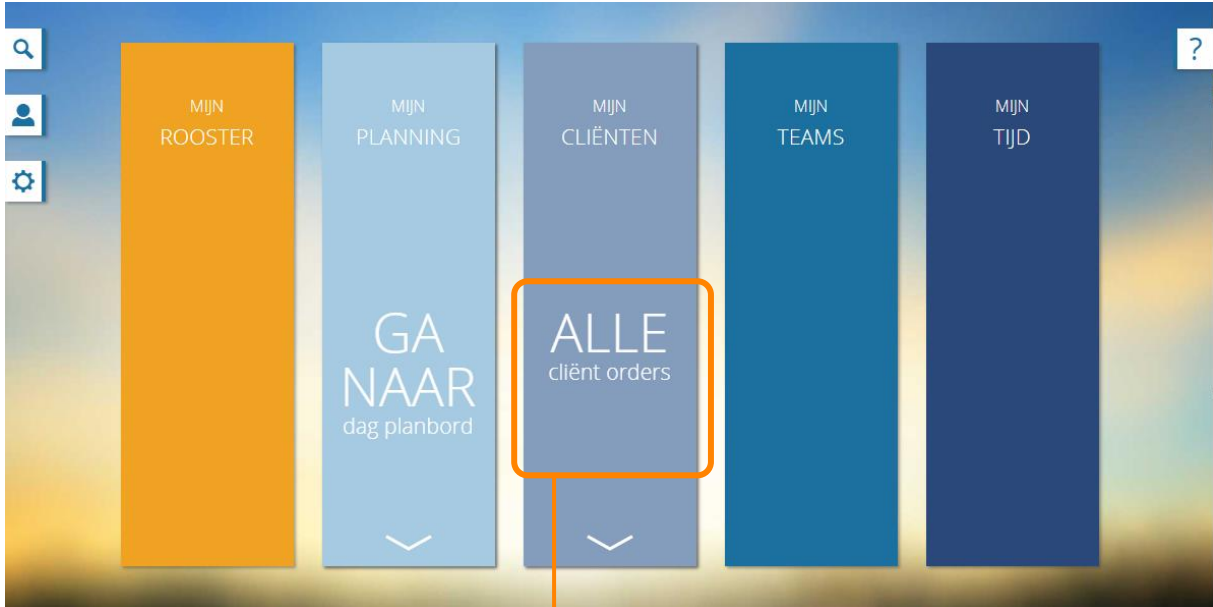 ?
MIJN
ROOSTER
MIJN
PLANNING
GA
NAAR
dag planbord
MIJN
CLIËNTEN
ALLE
cliënt orders
MIJN
TEAMS
MIJN
TIJD